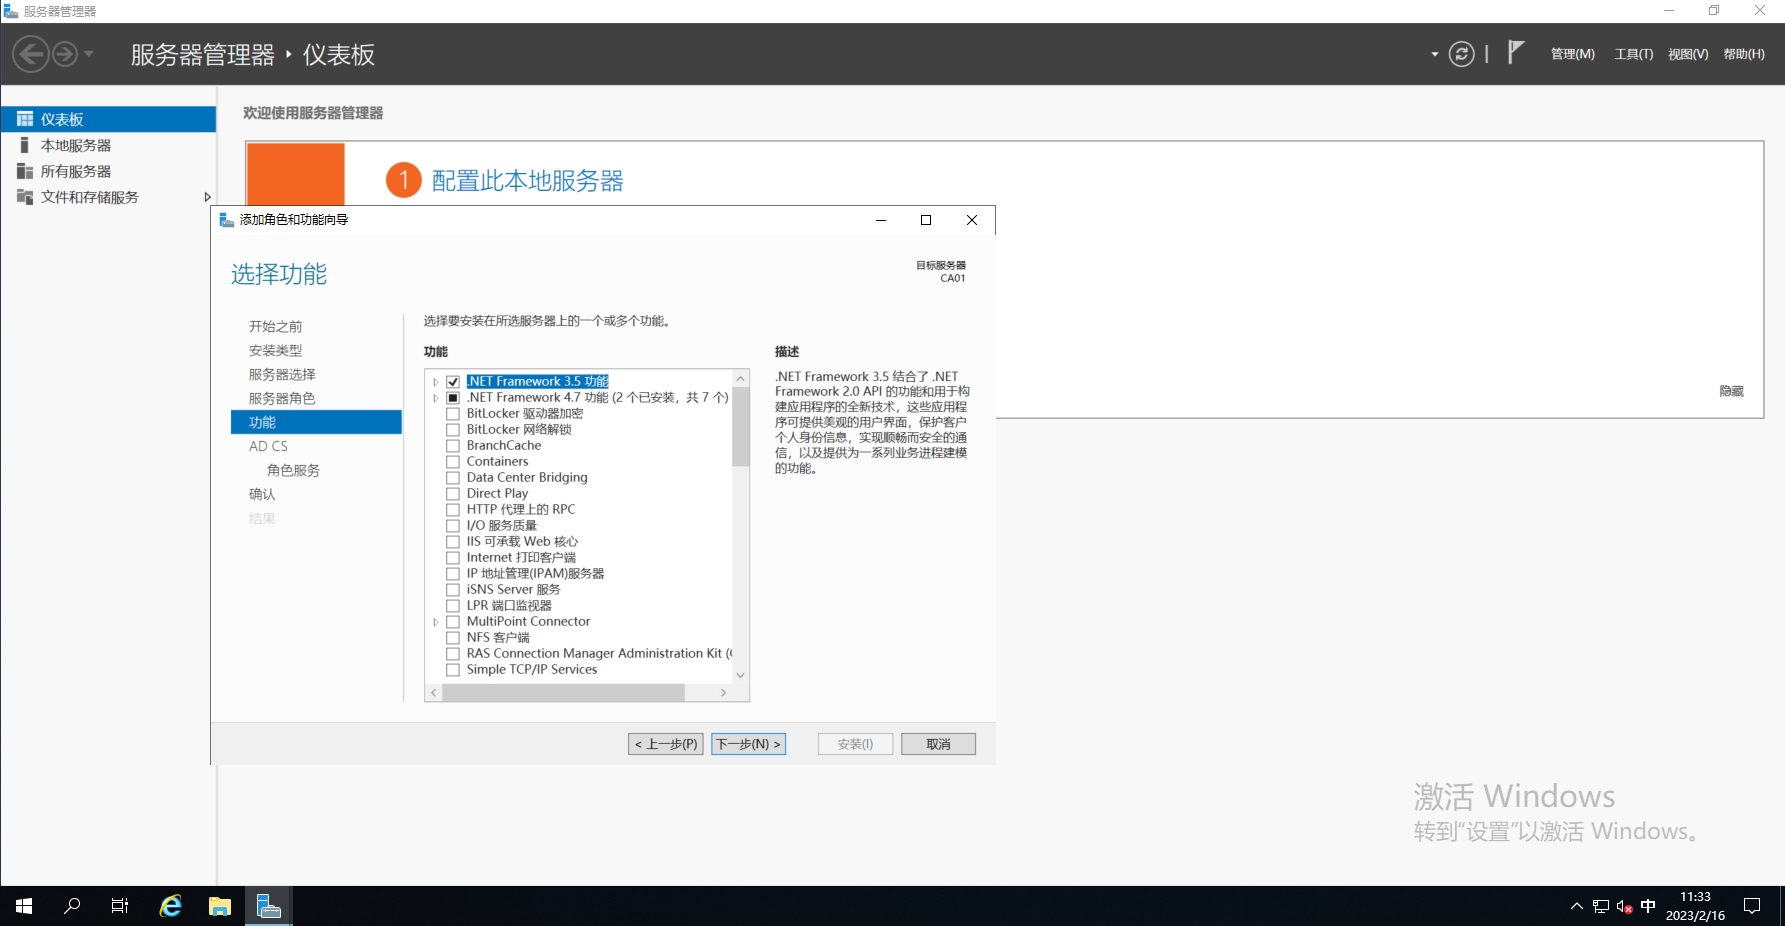 服务器管理器
服务器管理器 ‣ 仪表板
管理(M) 工具(T) 视图(V) 帮助(H)
仪表板
本地服务器
所有服务器
文件和存储服务
欢迎使用服务器管理器
1 配置此本地服务器
隐藏
添加角色和功能向导
选择功能
目标服务器
CA01
开始之前
安装类型
服务器选择
服务器角色
功能
AD CS
角色服务
确认
结果
选择要安装在所选服务器上的一个或多个功能。
功能
.NET Framework 3.5 功能
.NET Framework 4.7 功能 (2 个已安装，共 7 个)
BitLocker 驱动器加密
BitLocker 网络解锁
BranchCache
Containers
Data Center Bridging
Direct Play
HTTP 代理上的 RPC
I/O 服务质量
IIS 可承载 Web 核心
Internet 打印客户端
IP 地址管理(IPAM)服务器
iSNS Server 服务
LPR 端口监视器
MultiPoint Connector
NFS 客户端
RAS Connection Manager Administration Kit (
Simple TCP/IP Services
描述
.NET Framework 3.5 结合了 .NET
Framework 2.0 API 的功能和用于构
建应用程序的全新技术，这些应用程
序可提供美观的用户界面，保护客户
个人身份信息，实现顺畅而安全的通
信，以及提供为一系列业务进程建模
的功能。
< 上一步(P) 下一步(N) > 安装(I) 取消
激活 Windows
转到“设置”以激活 Windows。
中
11:33
2023/2/16